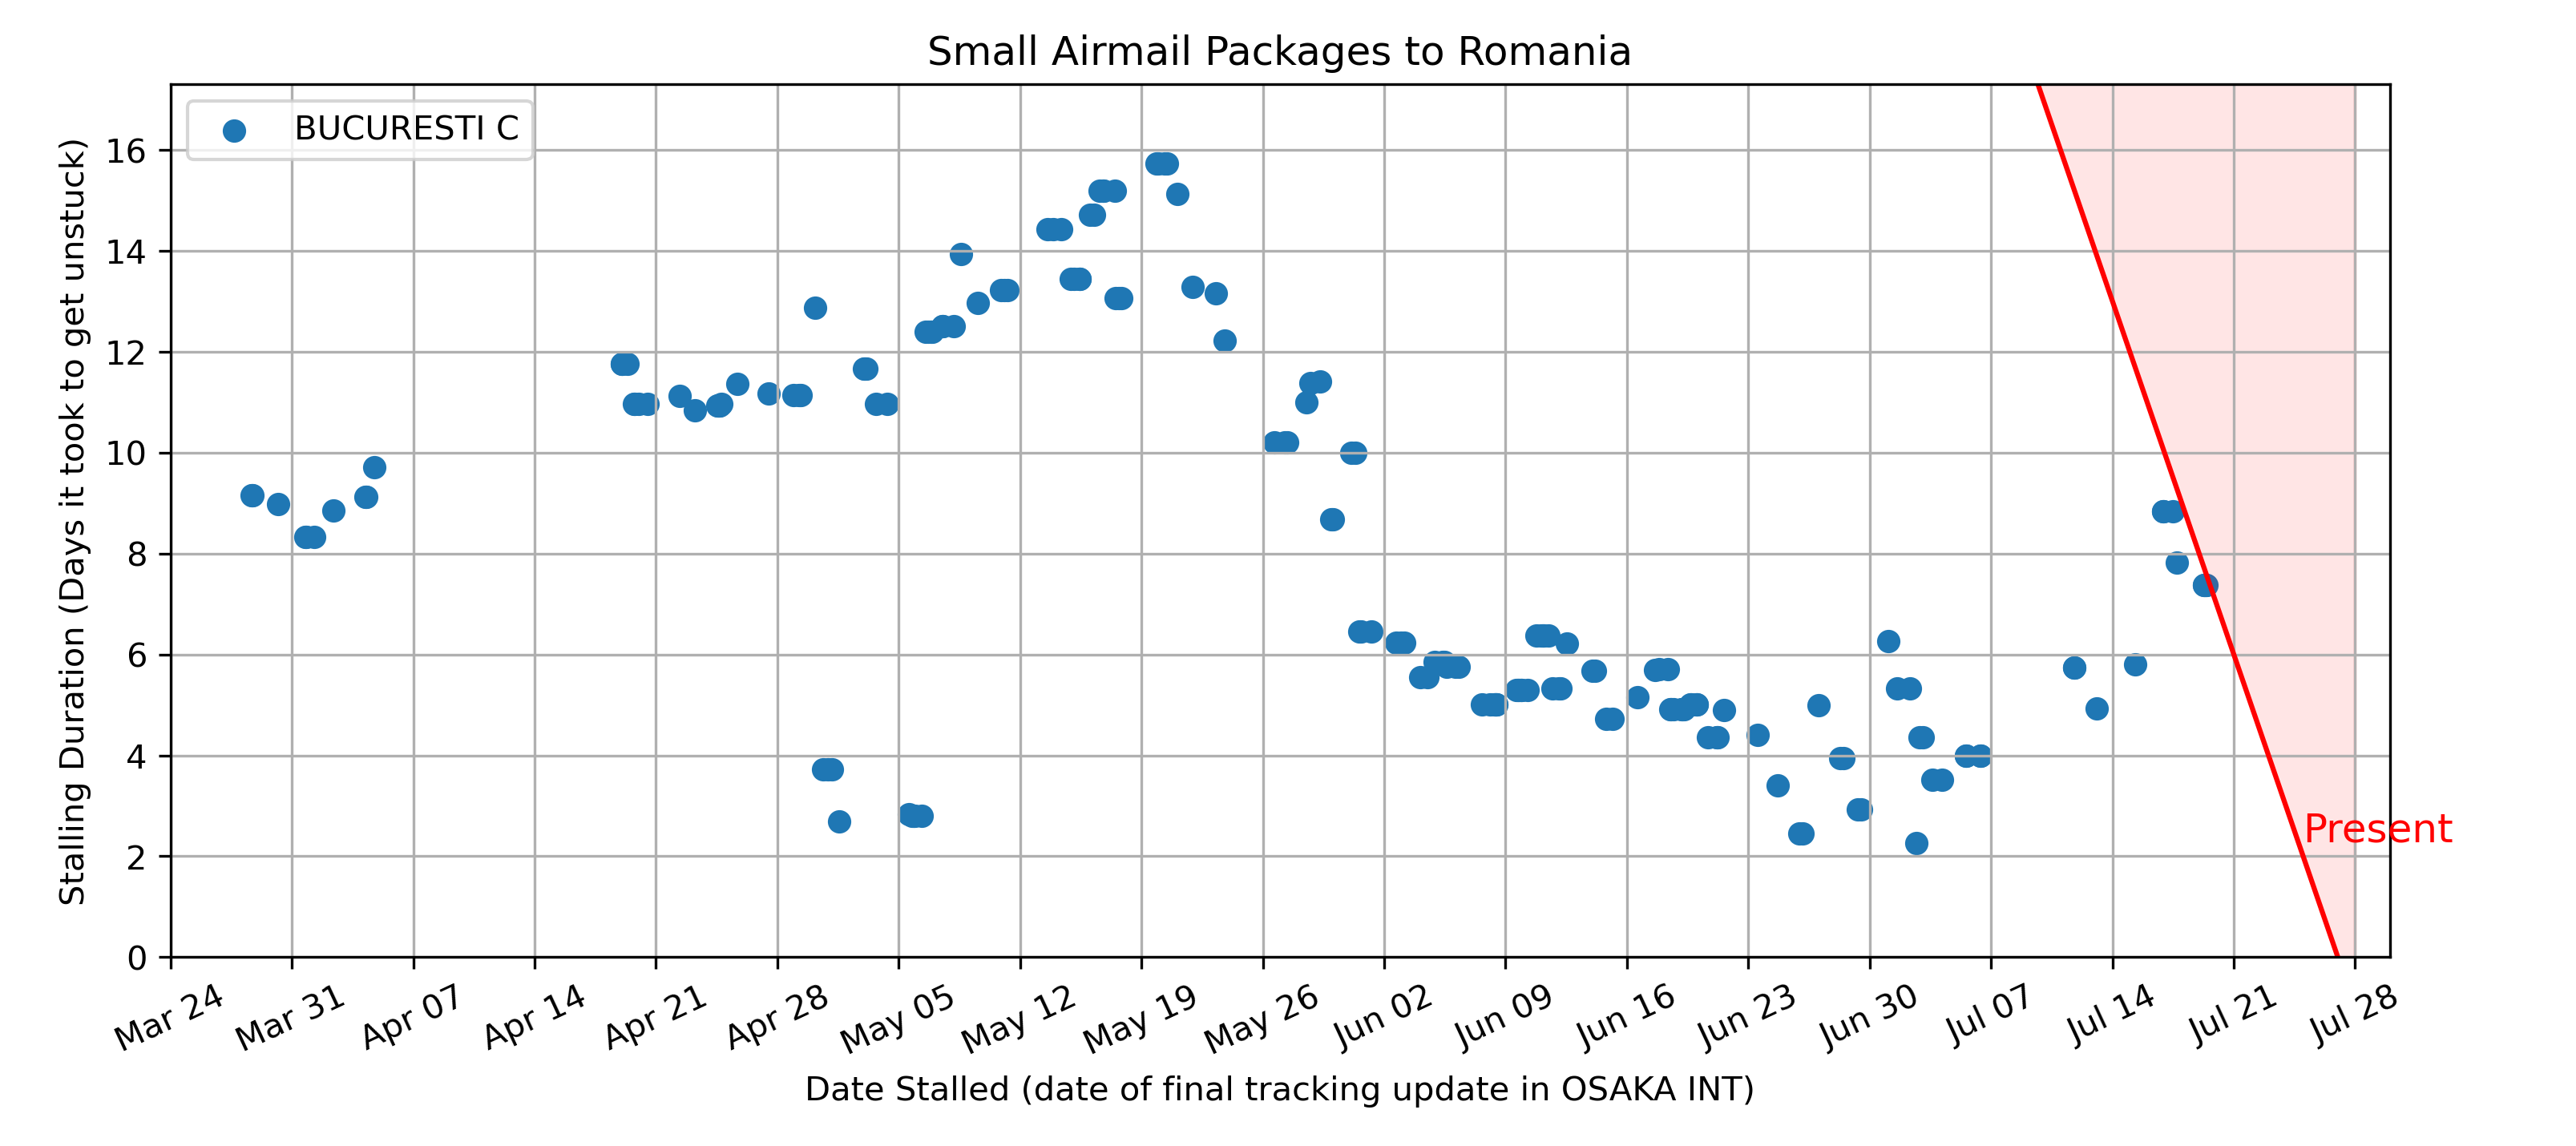 Small Airmail Packages to Romania
BUCURESTI C
Stalling Duration (Days it took to get unstuck)
16
14
12
10
8
6
4
2
0
Present
Mar 24
Mar 31
Apr 07
Apr 14
Apr 21
Apr 28
May 05
May 12
May 19
May 26
Jun 02
Jun 09
Jun 16
Jun 23
Jun 30
Jul 07
Jul 14
Jul 21
Jul 28
Date Stalled (date of final tracking update in OSAKA INT)